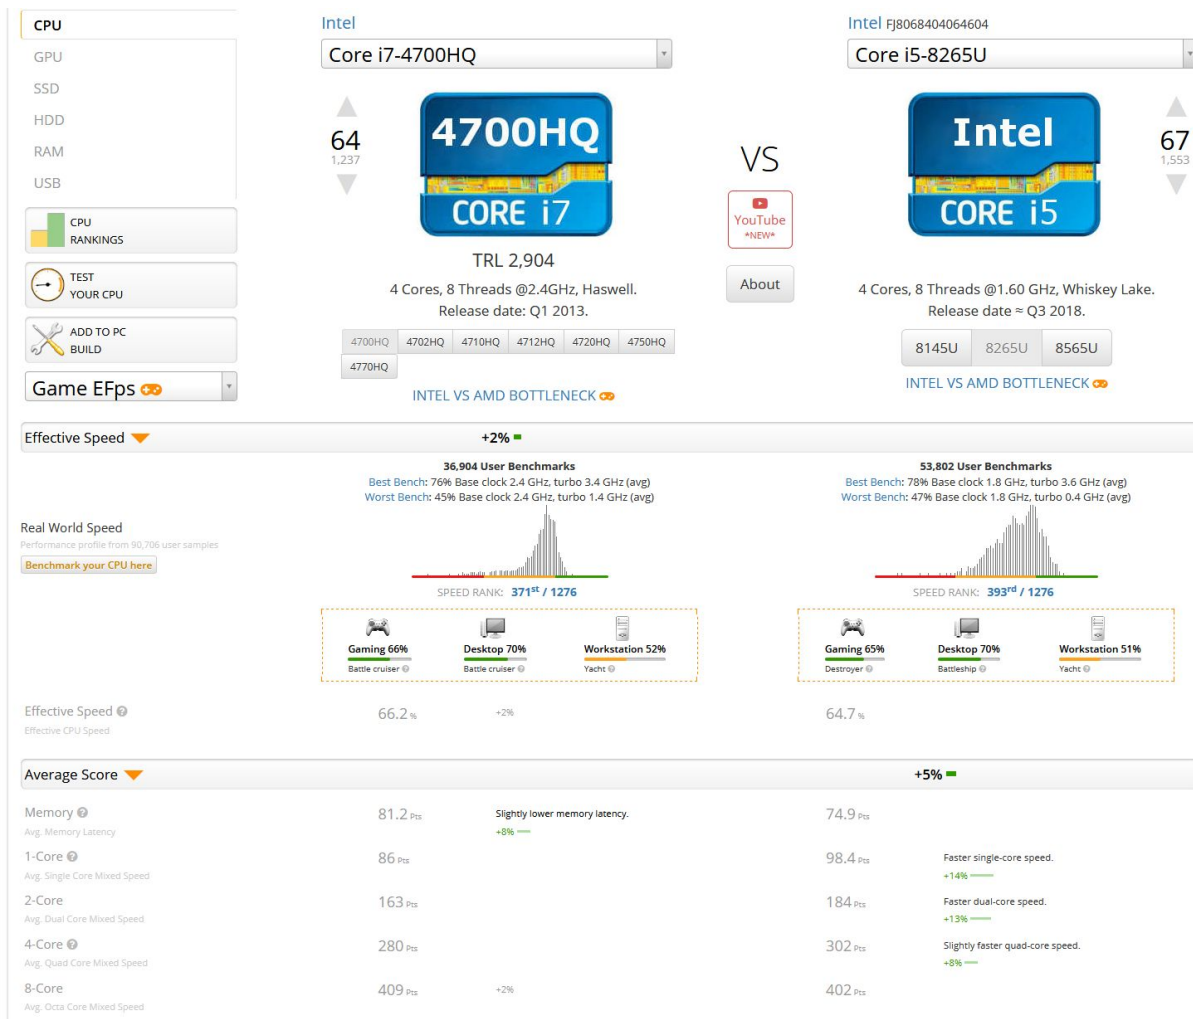 CPU
GPU
SSD
HDD
RAM
USB
CPU
RANKINGS
TEST
YOUR CPU
ADD TO PC
BUILD
Game EFps
Intel
Core i7-4700HQ
64
1,237
4700HQ
CORE i7
TRL 2,904
4 Cores, 8 Threads @2.4GHz, Haswell.
Release date: Q1 2013.
4700HQ 4702HQ 4710HQ 4712HQ 4720HQ 4750HQ
4770HQ
INTEL VS AMD BOTTLENECK
VS
YouTube
*NEW*
About
Intel FJ8068404064604
Core i5-8265U
67
1,553
Intel
CORE i5
4 Cores, 8 Threads @1.60 GHz, Whiskey Lake.
Release date ≈ Q3 2018.
8145U 8265U 8565U
INTEL VS AMD BOTTLENECK
Effective Speed +2%
Real World Speed
Performance profile from 90,706 user samples
Benchmark your CPU here
36,904 User Benchmarks
Best Bench: 76% Base clock 2.4 GHz, turbo 3.4 GHz (avg)
Worst Bench: 45% Base clock 2.4 GHz, turbo 1.4 GHz (avg)
SPEED RANK: 371st / 1276
Gaming 66% Desktop 70% Workstation 52%
Battle cruiser ? Battle cruiser ? Yacht ?
53,802 User Benchmarks
Best Bench: 78% Base clock 1.8 GHz, turbo 3.6 GHz (avg)
Worst Bench: 47% Base clock 1.8 GHz, turbo 0.4 GHz (avg)
SPEED RANK: 393rd / 1276
Gaming 65% Desktop 70% Workstation 51%
Destroyer ? Battleship ? Yacht ?
Effective Speed ? 66.2 % +2% 64.7 %
Effective CPU Speed
Average Score +5%
Memory ? 81.2 Pts Slightly lower memory latency. 74.9 Pts
Avg. Memory Latency +8%
1-Core ? 86 Pts 98.4 Pts Faster single-core speed.
Avg. Single Core Mixed Speed +14%
2-Core 163 Pts 184 Pts Faster dual-core speed.
Avg. Dual Core Mixed Speed +13%
4-Core ? 280 Pts 302 Pts Slightly faster quad-core speed.
Avg. Quad Core Mixed Speed +8%
8-Core 409 Pts +2% 402 Pts
Avg. Octa Core Mixed Speed